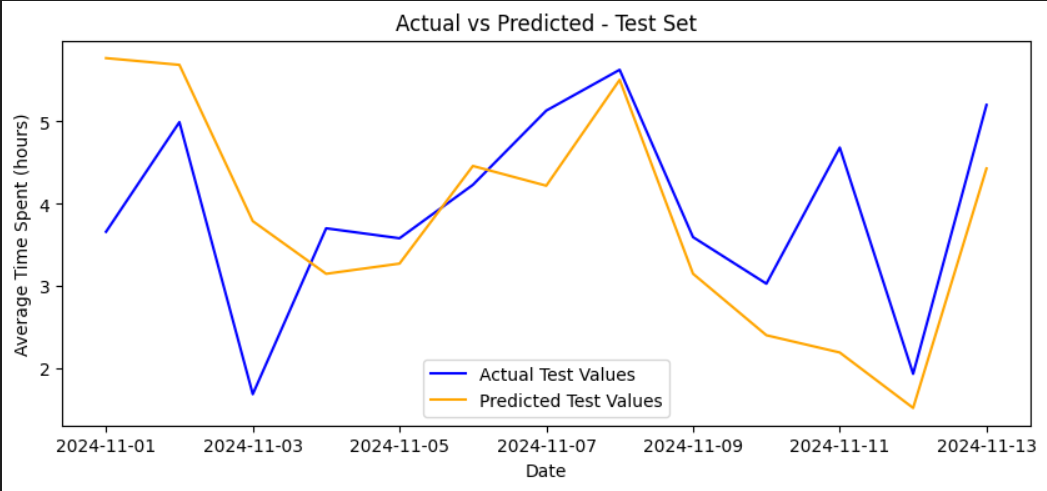 Actual vs Predicted - Test Set
Average Time Spent (hours)
5
4
3
2
Actual Test Values
Predicted Test Values
2024-11-01 2024-11-03 2024-11-05 2024-11-07 2024-11-09 2024-11-11 2024-11-13
Date